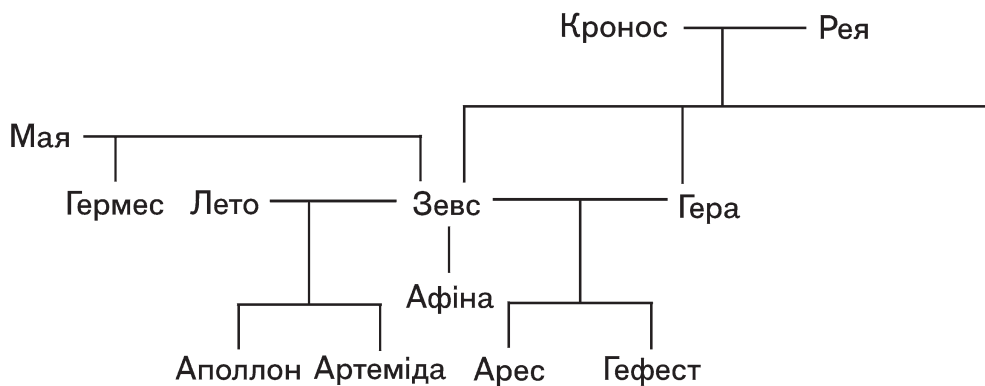 Кронос Рея
Мая
Гермес Лето Зевс Гера
Афіна
Аполлон Артеміда Арес Гефест